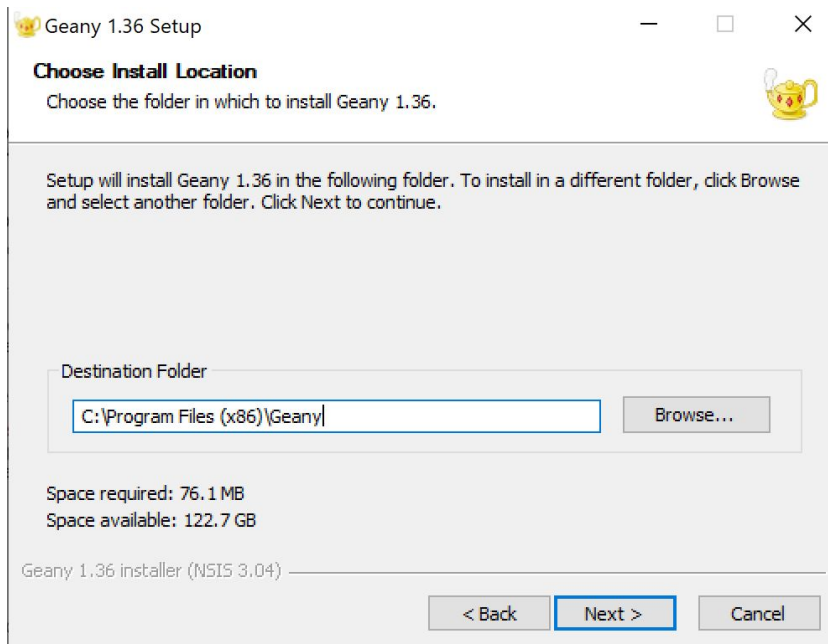 Geany 1.36 Setup
Choose Install Location
Choose the folder in which to install Geany 1.36.
Setup will install Geany 1.36 in the following folder. To install in a different folder, click Browse
and select another folder. Click Next to continue.
Destination Folder
C:\Program Files (x86)\Geany
Browse...
Space required: 76.1 MB
Space available: 122.7 GB
Geany 1.36 installer (NSIS 3.04)
< Back Next > Cancel